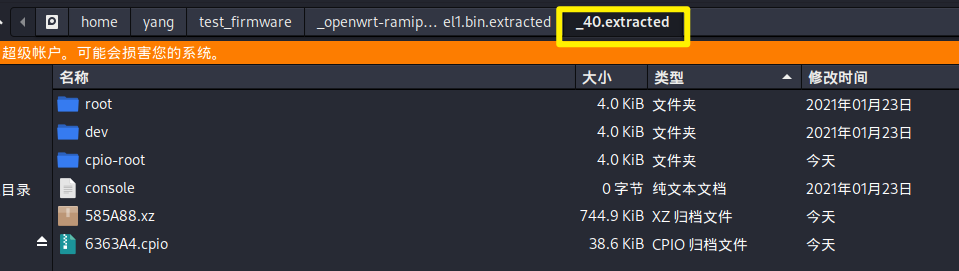 home yang test_firmware _openwrt-ramip... el1.bin.extracted _40.extracted
超级帐户。可能会损害您的系统。
名称 大小 类型 修改时间
root 4.0 KiB 文件夹 2021年01月23日
dev 4.0 KiB 文件夹 2021年01月23日
cpio-root 4.0 KiB 文件夹 今天
目录 console 0 字节 纯文本文档 2021年01月23日
585A88.xz 744.9 KiB XZ 归档文件 今天
6363A4.cpio 38.6 KiB CPIO 归档文件 今天